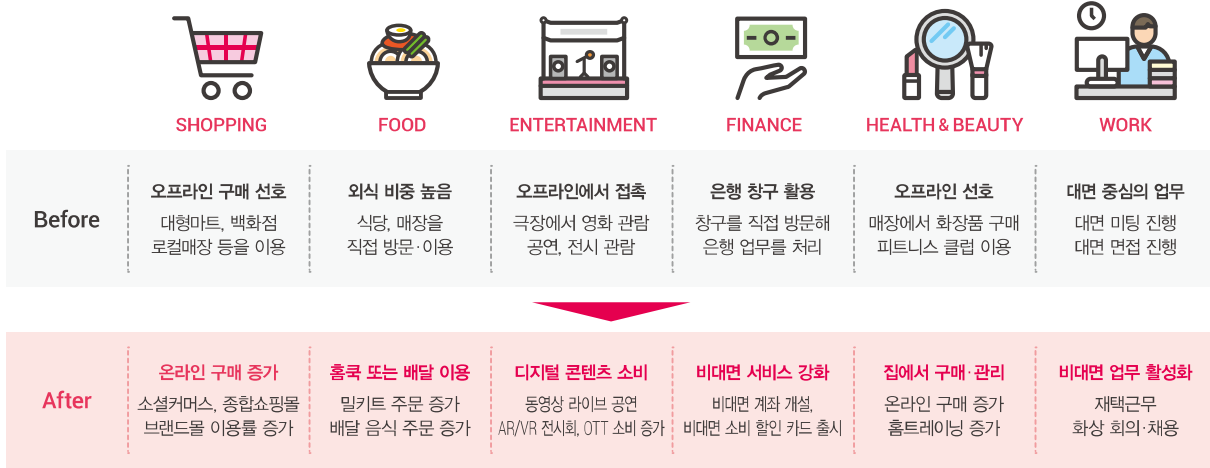 SHOPPING
FOOD
ENTERTAINMENT
FINANCE
HEALTH & BEAUTY
WORK
Before
오프라인 구매 선호
대형마트, 백화점
로컬매장 등을 이용
외식 비중 높음
식당, 매장을
직접 방문·이용
오프라인에서 접촉
극장에서 영화 관람
공연, 전시 관람
은행 창구 활용
창구를 직접 방문해
은행 업무를 처리
오프라인 선호
매장에서 화장품 구매
피트니스 클럽 이용
대면 중심의 업무
대면 미팅 진행
대면 면접 진행
After
온라인 구매 증가
소셜커머스, 종합쇼핑몰
브랜드몰 이용률 증가
홈쿡 또는 배달 이용
밀키트 주문 증가
배달 음식 주문 증가
디지털 콘텐츠 소비
동영상 라이브 공연
AR/VR 전시회, OTT 소비 증가
비대면 서비스 강화
비대면 계좌 개설,
비대면 소비 할인 카드 출시
집에서 구매·관리
온라인 구매 증가
홈트레이닝 증가
비대면 업무 활성화
재택근무
화상 회의·채용